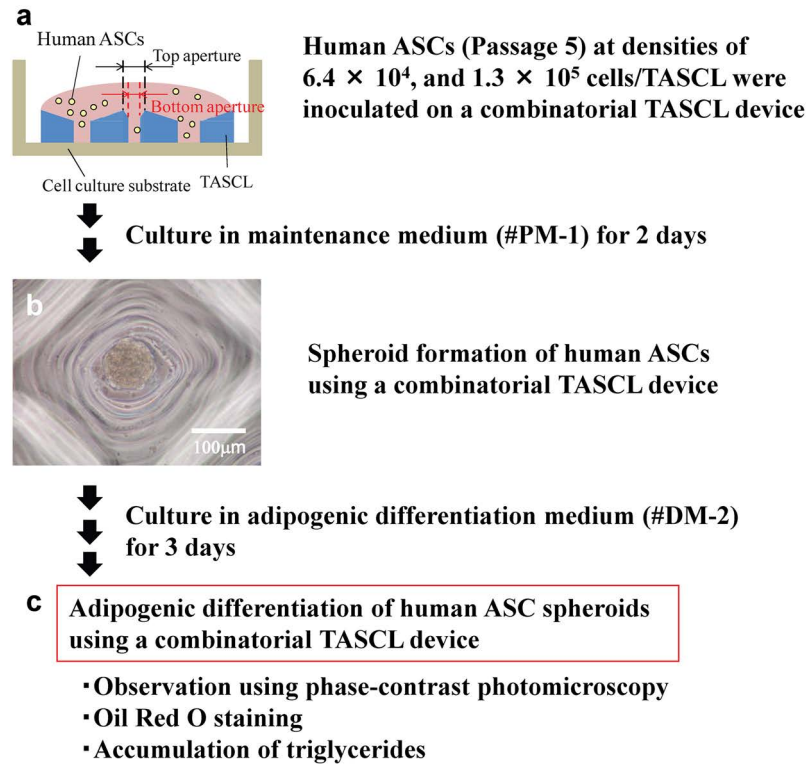 a
Human ASCs
Top aperture
Bottom aperture
Cell culture substrate
TASCL
Human ASCs (Passage 5) at densities of
6.4 × 10⁴, and 1.3 × 10⁵ cells/TASCL were
inoculated on a combinatorial TASCL device
Culture in maintenance medium (#PM-1) for 2 days
b
100μm
Spheroid formation of human ASCs
using a combinatorial TASCL device
Culture in adipogenic differentiation medium (#DM-2)
for 3 days
c
Adipogenic differentiation of human ASC spheroids
using a combinatorial TASCL device
・Observation using phase-contrast photomicroscopy
・Oil Red O staining
・Accumulation of triglycerides